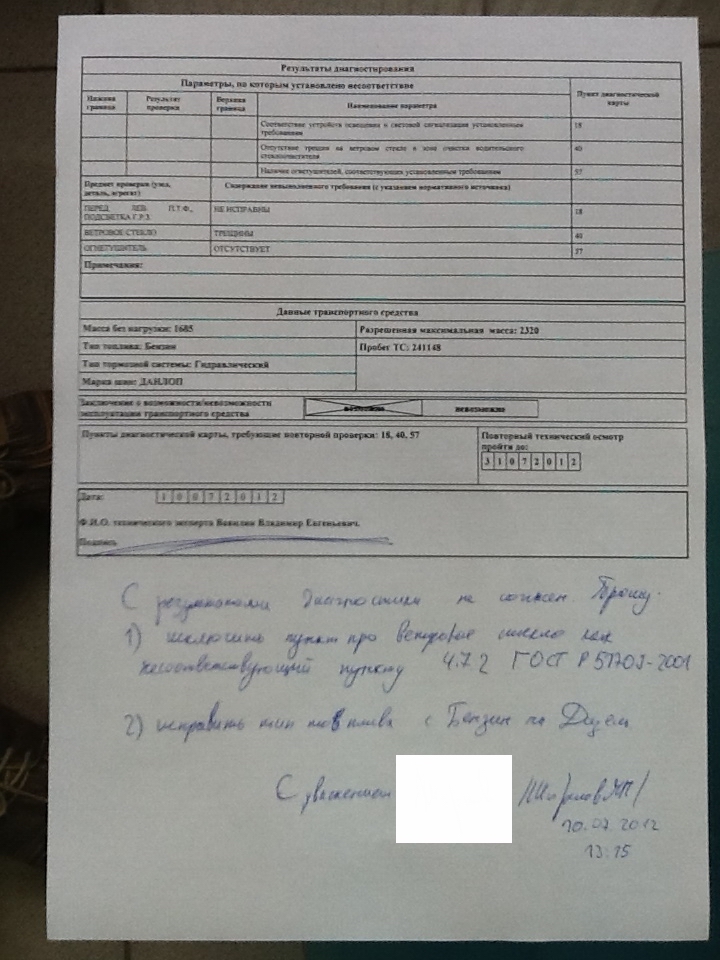 Результаты диагностирования
Параметры, по которым установлено несоответствие
Пункт диагностической карты
Нижняя граница
Результат проверки
Верхняя граница
Наименование параметра
Соответствие устройств освещения и световой сигнализации установленным требованиям
18
Отсутствие трещин на ветровом стекле в зоне очистки водительского стеклоочистителя
40
Наличие огнетушителей, соответствующих установленным требованиям
57
Предмет проверки (узел, деталь, агрегат)
Содержание невыполненного требования (с указанием нормативного источника)
ПЕРЕД ЛЕВ. П.Т.Ф., ПОДСВЕТКА Г.Р.З.
НЕ ИСПРАВНЫ
18
ВЕТРОВОЕ СТЕКЛО
ТРЕЩИНЫ
40
ОГНЕТУШИТЕЛЬ
ОТСУТСТВУЕТ
57
Примечания:
Данные транспортного средства
Масса без нагрузки: 1685
Разрешенная максимальная масса: 2320
Тип топлива: Бензин
Пробег ТС: 241148
Тип тормозной системы: Гидравлический
Марка шин: ДАНЛОП
Заключение о возможности/невозможности эксплуатации транспортного средства
возможно
невозможно
Пункты диагностической карты, требующие повторной проверки: 18, 40, 57
Повторный технический осмотр пройти до:
3 1 0 7 2 0 1 2
Дата:
1 0 0 7 2 0 1 2
Ф.И.О. технического эксперта Вавилин Владимир Евгеньевич.
Подпись
С результатами диагностики не согласен. Прошу.
1) исключить пункт про ветровое стекло как
несоответствующий пункту 4.7.2 ГОСТ Р 51709-2001
2) исправить тип топлива с Бензин на Дизель
С уважением
10.07.2012
13:15